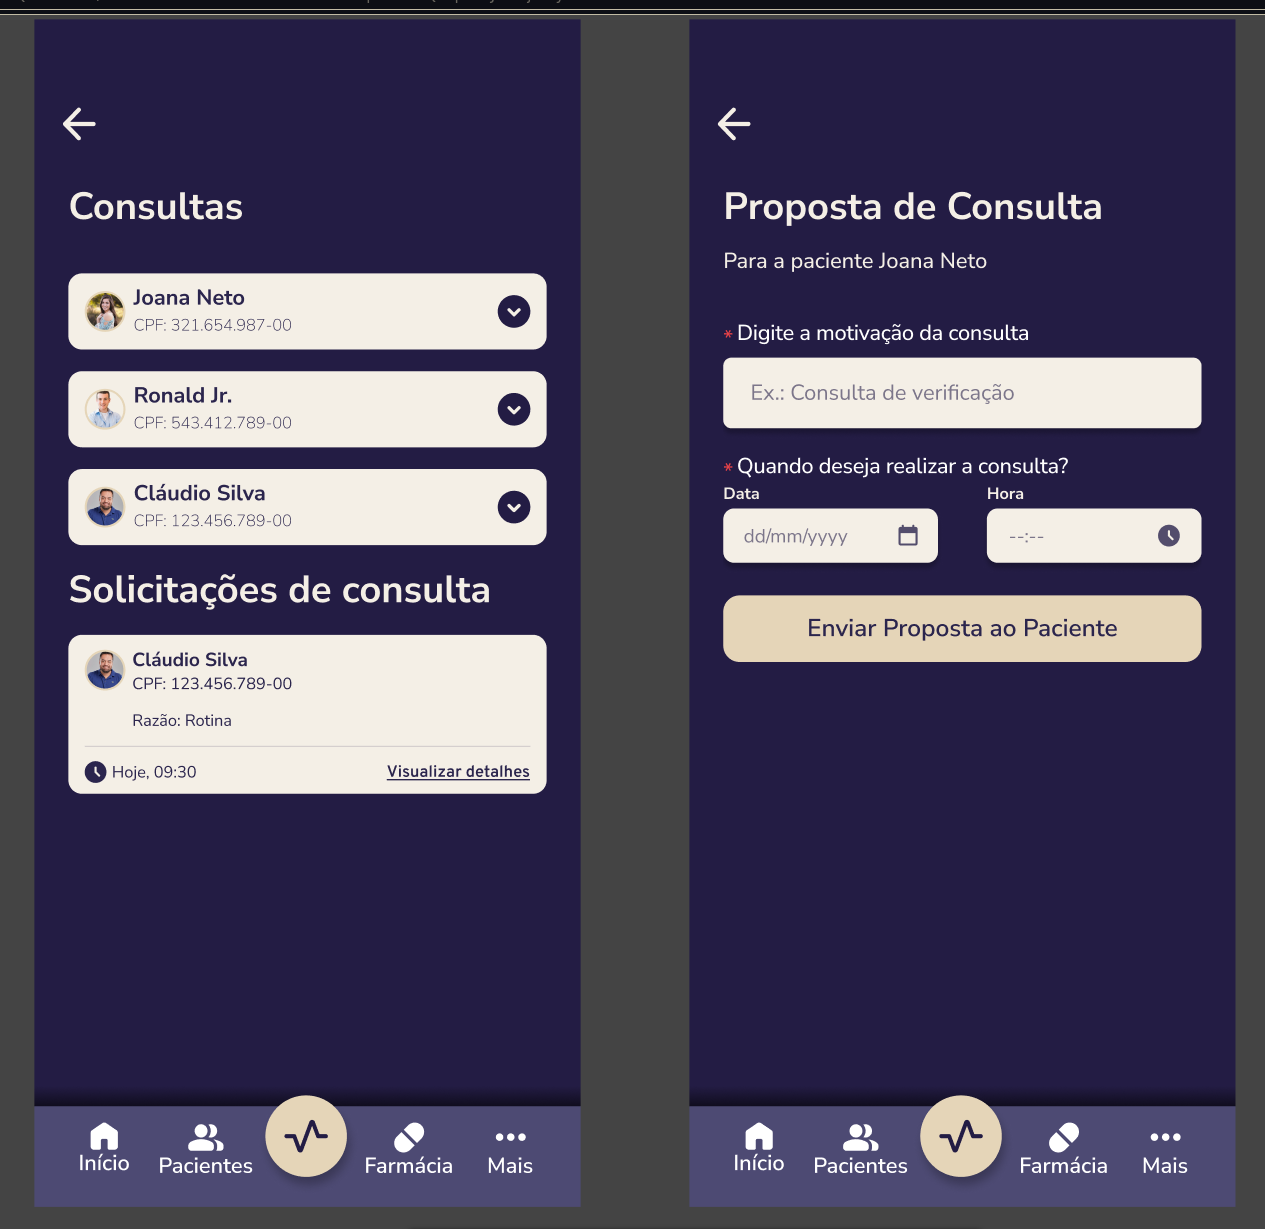 Consultas
Joana Neto
CPF: 321.654.987-00
Ronald Jr.
CPF: 543.412.789-00
Cláudio Silva
CPF: 123.456.789-00
Solicitações de consulta
Cláudio Silva
CPF: 123.456.789-00
Razão: Rotina
Hoje, 09:30
Visualizar detalhes
Início
Pacientes
Farmácia
Mais
Proposta de Consulta
Para a paciente Joana Neto
* Digite a motivação da consulta
Ex.: Consulta de verificação
* Quando deseja realizar a consulta?
Data
Hora
dd/mm/yyyy
--:--
Enviar Proposta ao Paciente
Início
Pacientes
Farmácia
Mais